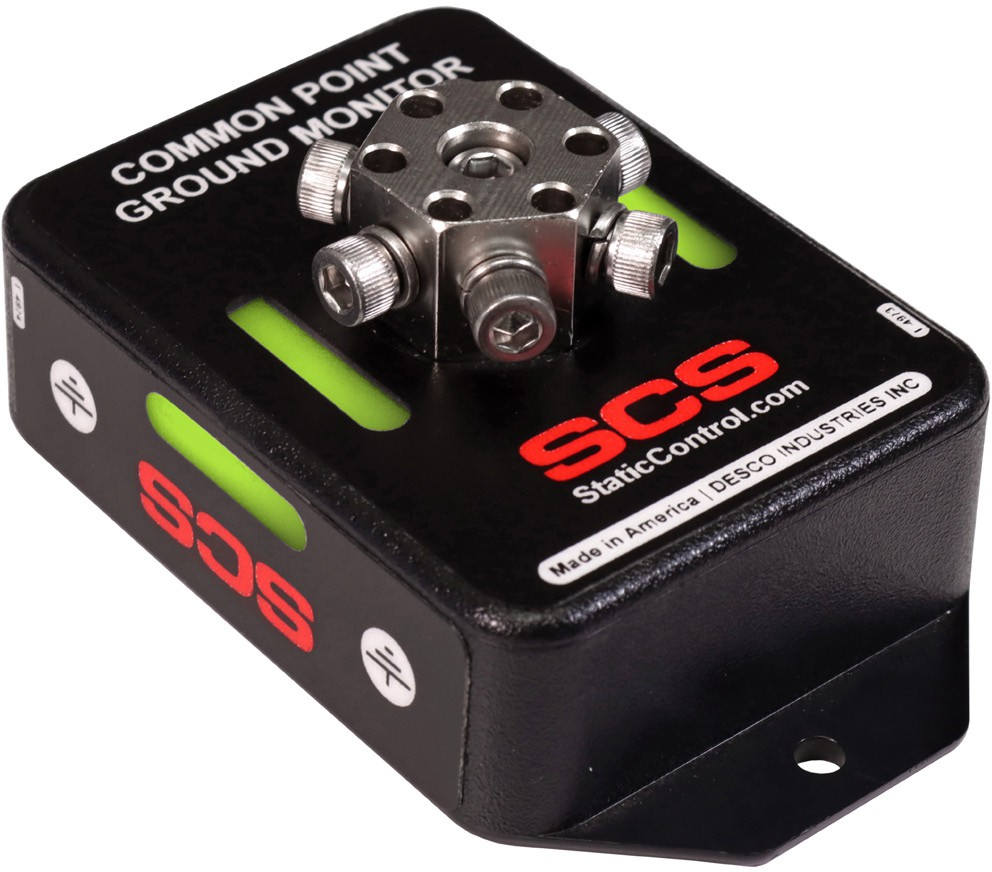 COMMON POINT
GROUND MONITOR
SCS
StaticControl.com
Made in America | DESCO INDUSTRIES INC
SCS